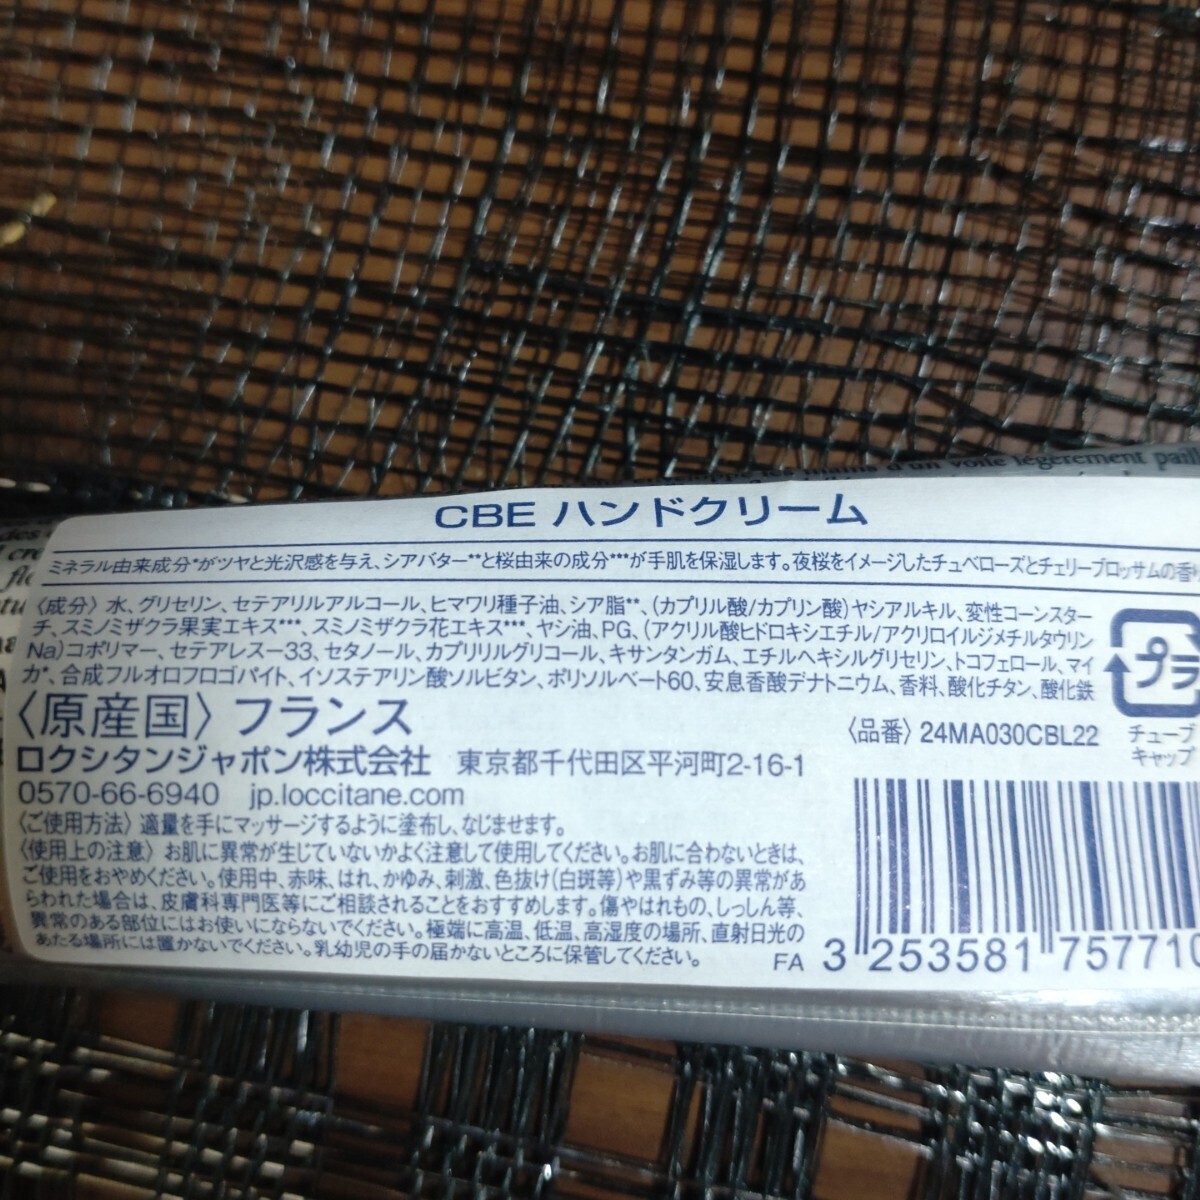 mains d'un voile légèrement paill
CBE ハンドクリーム
ミネラル由来成分*がツヤと光沢感を与え、シアバター**と桜由来の成分***が手肌を保湿します。夜桜をイメージしたチュベローズとチェリーブロッサムの香り
〈成分〉水、グリセリン、セテアリルアルコール、ヒマワリ種子油、シア脂**、(カプリル酸/カプリン酸)ヤシアルキル、変性コーンスター
チ、スミノミザクラ果実エキス***、スミノミザクラ花エキス***、ヤシ油、PG、(アクリル酸ヒドロキシエチル/アクリロイルジメチルタウリン
Na)コポリマー、セテアレス-33、セタノール、カプリリルグリコール、キサンタンガム、エチルヘキシルグリセリン、トコフェロール、マイ
カ*、合成フルオロフロゴパイト、イソステアリン酸ソルビタン、ポリソルベート60、安息香酸デナトニウム、香料、酸化チタン、酸化鉄
プラ
チューブ
キャップ
〈原産国〉フランス
〈品番〉24MA030CBL22
ロクシタンジャポン株式会社 東京都千代田区平河町2-16-1
0570-66-6940 jp.loccitane.com
〈ご使用方法〉適量を手にマッサージするように塗布し、なじませます。
〈使用上の注意〉お肌に異常が生じていないかよく注意して使用してください。お肌に合わないときは、
ご使用をおやめください。使用中、赤味、はれ、かゆみ、刺激、色抜け(白斑等)や黒ずみ等の異常があ
らわれた場合は、皮膚科専門医等にご相談されることをおすすめします。傷やはれもの、しっしん等、
異常のある部位にはお使いにならないでください。極端に高温、低温、高湿度の場所、直射日光の
あたる場所には置かないでください。乳幼児の手の届かないところに保管してください。
FA
3 253581 757710